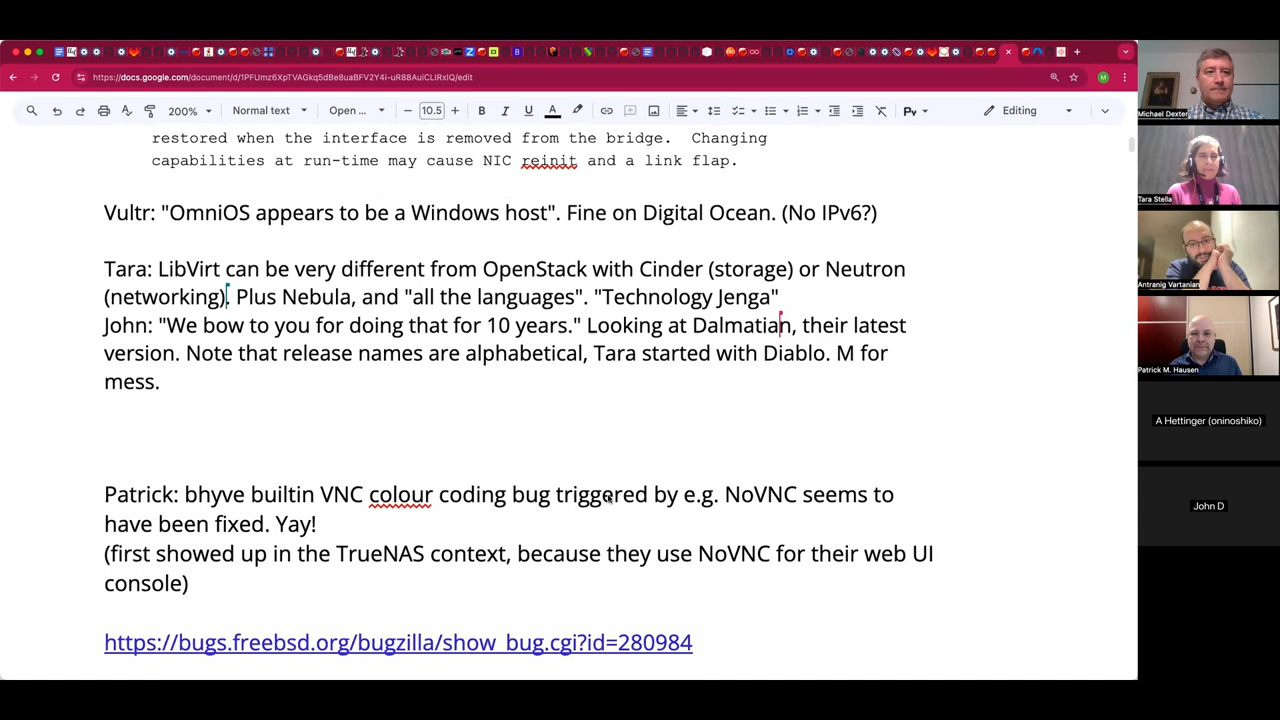 https://docs.google.com/document/d/1PFUmz6XpTVAGkq5dBe8uaBFV2Y4i-uR88AuiCLlRxIQ/edit
200%
Normal text
Open ...
10.5
Editing
restored when the interface is removed from the bridge. Changing
capabilities at run-time may cause NIC reinit and a link flap.
Vultr: "OmniOS appears to be a Windows host". Fine on Digital Ocean. (No IPv6?)
Tara: LibVirt can be very different from OpenStack with Cinder (storage) or Neutron
(networking). Plus Nebula, and "all the languages". "Technology Jenga"
John: "We bow to you for doing that for 10 years." Looking at Dalmatian, their latest
version. Note that release names are alphabetical, Tara started with Diablo. M for
mess.
Patrick: bhyve builtin VNC colour coding bug triggered by e.g. NoVNC seems to
have been fixed. Yay!
(first showed up in the TrueNAS context, because they use NoVNC for their web UI
console)
https://bugs.freebsd.org/bugzilla/show_bug.cgi?id=280984
Michael Dexter
Tara Stella
Antranig Vartanian
Patrick M. Hausen
A Hettinger (oninoshiko)
John D